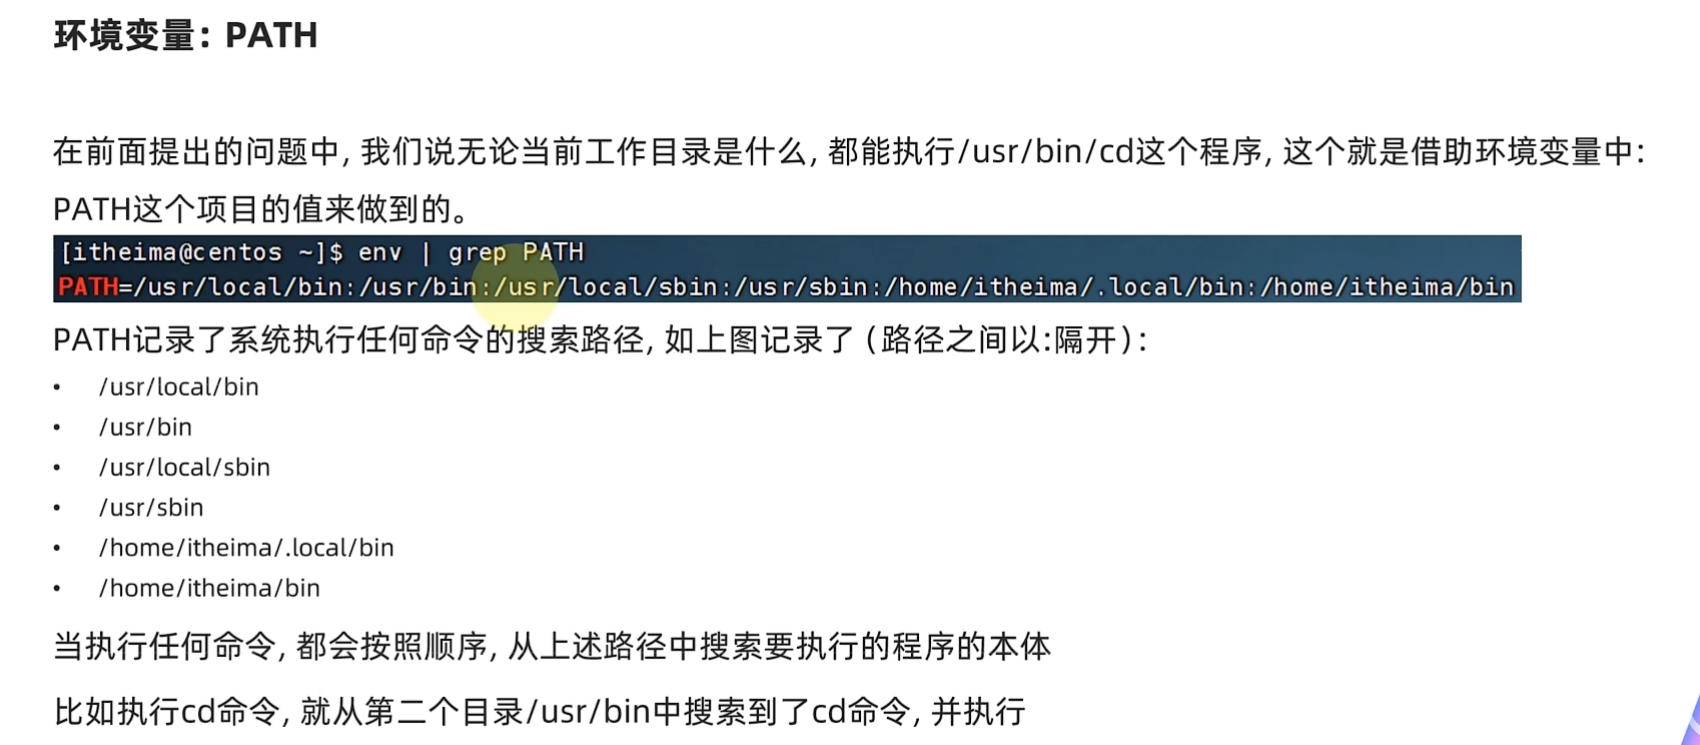 环境变量：PATH
在前面提出的问题中, 我们说无论当前工作目录是什么, 都能执行/usr/bin/cd这个程序, 这个就是借助环境变量中：
PATH这个项目的值来做到的。
[itheima@centos ~]$ env | grep PATH
PATH=/usr/local/bin:/usr/bin:/usr/local/sbin:/usr/sbin:/home/itheima/.local/bin:/home/itheima/bin
PATH记录了系统执行任何命令的搜索路径, 如上图记录了（路径之间以:隔开）：
• /usr/local/bin
• /usr/bin
• /usr/local/sbin
• /usr/sbin
• /home/itheima/.local/bin
• /home/itheima/bin
当执行任何命令, 都会按照顺序, 从上述路径中搜索要执行的程序的本体
比如执行cd命令, 就从第二个目录/usr/bin中搜索到了cd命令, 并执行